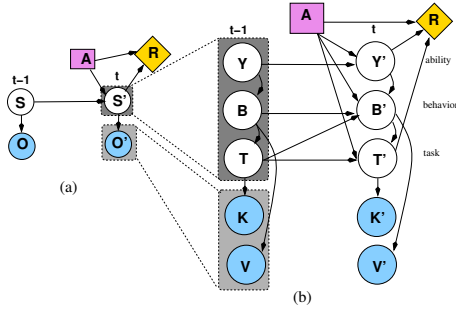 t−1
S
O
A
R
t
S'
O'
(a)
t−1
Y
B
T
K
V
A
R
t
Y'
ability
B'
behavior
T'
task
K'
V'
(b)